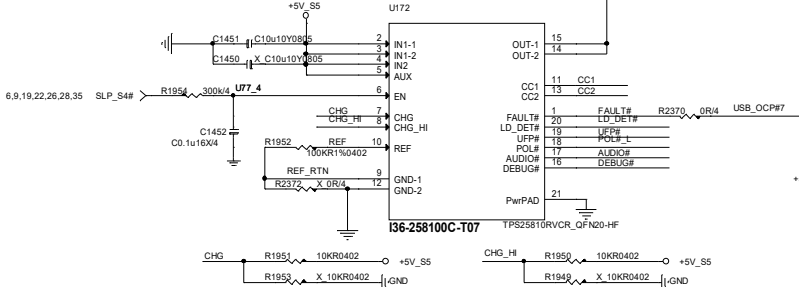 +5V_S5
U172
C1451 C10u10Y0805
C1450 X_C10u10Y0805
2 IN1-1
3 IN1-2
4 IN2
5 AUX
OUT-1 15
OUT-2 14
CC1 11 CC1
CC2 13 CC2
6,9,19,22,26,28,35 SLP_S4# R1954 300k/4 U77_4 6 EN
C1452
C0.1u16X/4
CHG 7 CHG
CHG_HI 8 CHG_HI
R1952 REF 10 REF
100KR1%0402
REF_RTN 9 GND-1
R2372 X_0R/4 12 GND-2
FAULT# 1 FAULT# R2370 0R/4 USB_OCP#7
LD_DET# 20 LD_DET#
UFP# 19 UFP#
POL# 18 POL#_L
AUDIO# 17 AUDIO#
DEBUG# 16 DEBUG#
+
PwrPAD 21
I36-258100C-T07
TPS25810RVCR_QFN20-HF
CHG R1951 10KR0402 +5V_S5
R1953 X_10KR0402 GND
CHG_HI R1950 10KR0402 +5V_S5
R1949 X_10KR0402 GND